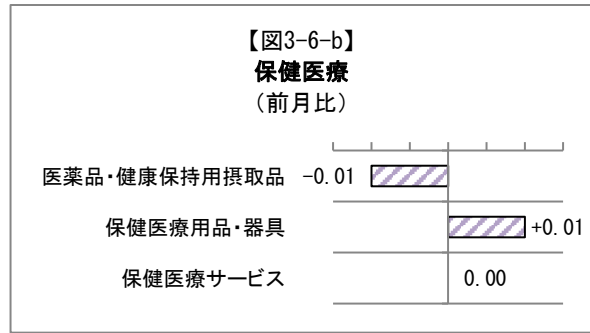 【図3-6-b】
保健医療
（前月比）
医薬品・健康保持用摂取品 -0.01
保健医療用品・器具 +0.01
保健医療サービス 0.00